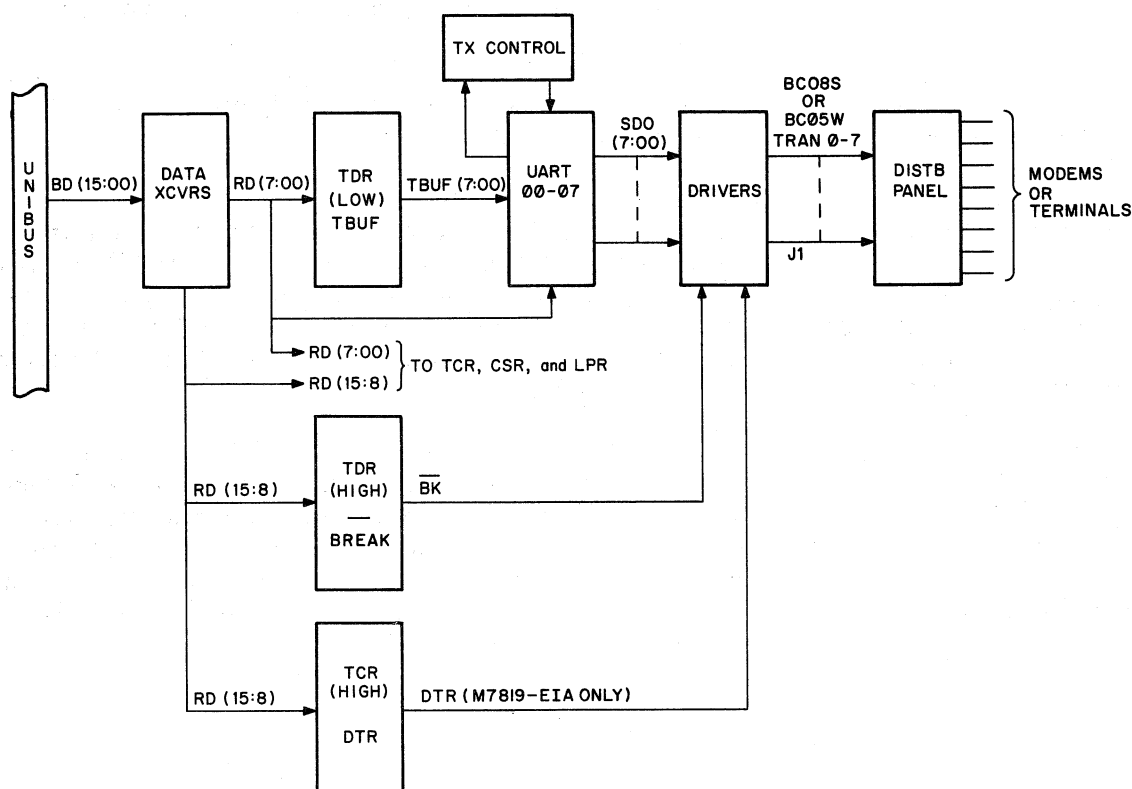 TX CONTROL
UNIBUS
BD (15:00)
DATA
XCVRS
RD (7:00)
TDR
(LOW)
TBUF
TBUF (7:00)
UART
00-07
SDO
(7:00)
DRIVERS
BC08S
OR
BC05W
TRAN 0-7
J1
DISTB
PANEL
MODEMS
OR
TERMINALS
RD (7:00)
RD (15:8)
TO TCR, CSR, and LPR
RD (15:8)
TDR
(HIGH)
BREAK
BK
RD (15:8)
TCR
(HIGH)
DTR
DTR (M7819-EIA ONLY)